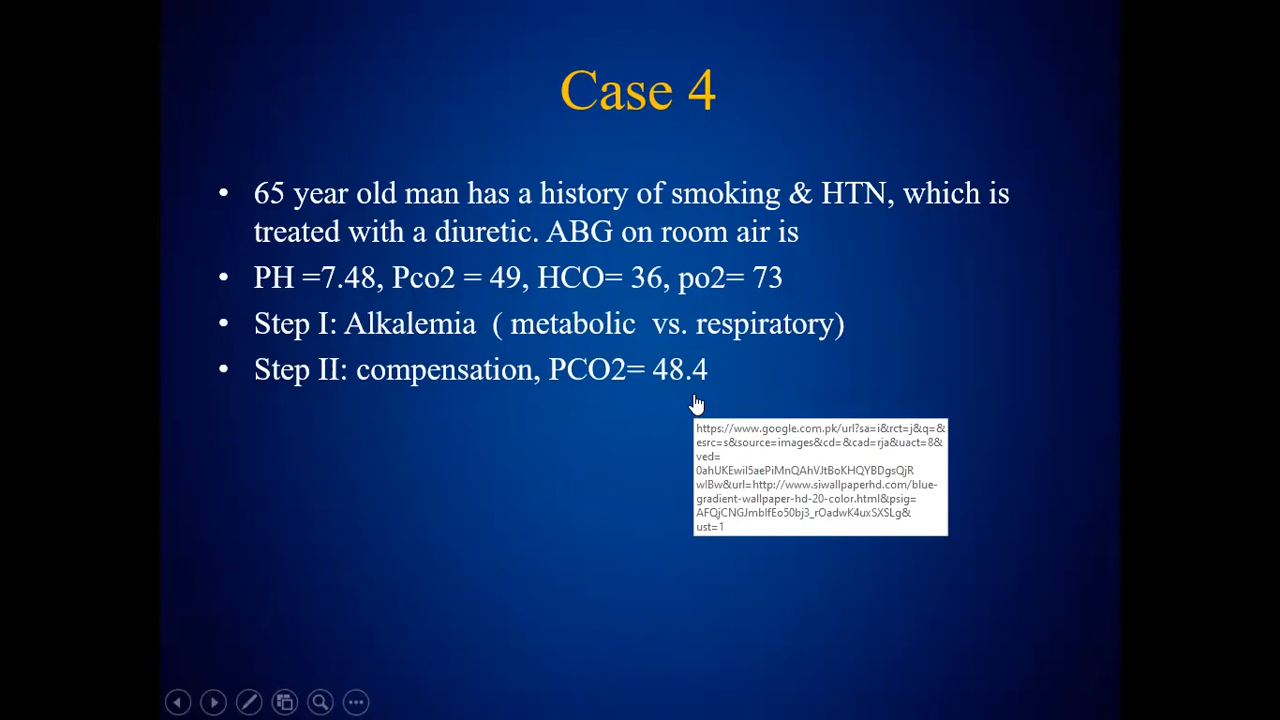 Case 4
• 65 year old man has a history of smoking & HTN, which is
treated with a diuretic. ABG on room air is
• PH =7.48, Pco2 = 49, HCO= 36, po2= 73
• Step I: Alkalemia ( metabolic vs. respiratory)
• Step II: compensation, PCO2= 48.4
https://www.google.com.pk/url?sa=i&rct=j&q=&
esrc=s&source=images&cd=&cad=rja&uact=8&
ved=
0ahUKEwiI5aePiMnQAhVJtBoKHQYBDgsQjR
wIBw&url=http://www.siwallpaperhd.com/blue-
gradient-wallpaper-hd-20-color.html&psig=
AFQjCNGJmbIfEo50bj3_rOadwK4uxSXSLg&
ust=1